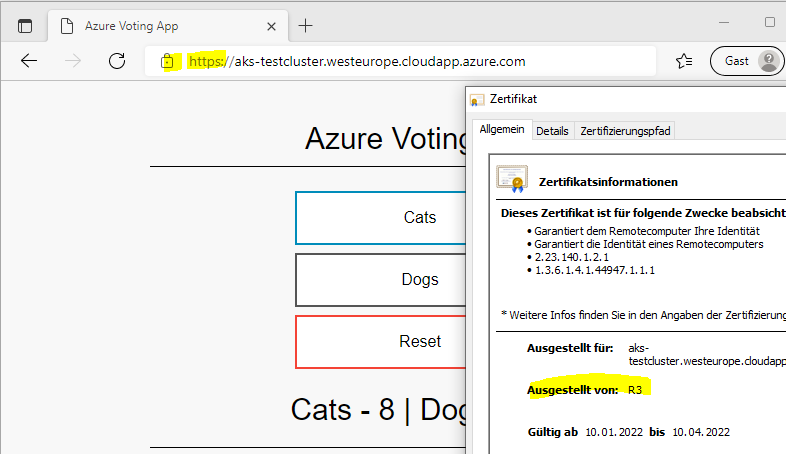 Azure Voting App
https://aks-testcluster.westeurope.cloudapp.azure.com
Gast
Azure Voting
Cats
Dogs
Reset
Cats - 8 | Dog
Zertifikat
Allgemein Details Zertifizierungspfad
Zertifikatsinformationen
Dieses Zertifikat ist für folgende Zwecke beabsicht
• Garantiert dem Remotecomputer Ihre Identität
• Garantiert die Identität eines Remotecomputers
• 2.23.140.1.2.1
• 1.3.6.1.4.1.44947.1.1.1
* Weitere Infos finden Sie in den Angaben der Zertifizierung
Ausgestellt für: aks-
testcluster.westeurope.cloudapp
Ausgestellt von: R3
Gültig ab 10.01.2022 bis 10.04.2022